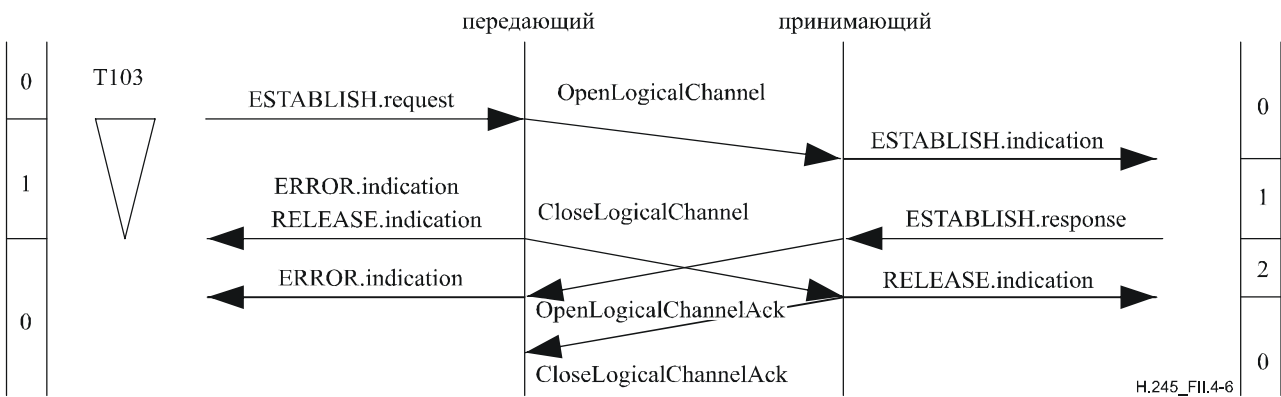 передающий принимающий
0 T103 OpenLogicalChannel 0
ESTABLISH.request
ESTABLISH.indication
1 ERROR.indication 1
RELEASE.indication CloseLogicalChannel ESTABLISH.response
ERROR.indication RELEASE.indication 2
0 OpenLogicalChannelAck
CloseLogicalChannelAck 0
H.245_FII.4-6